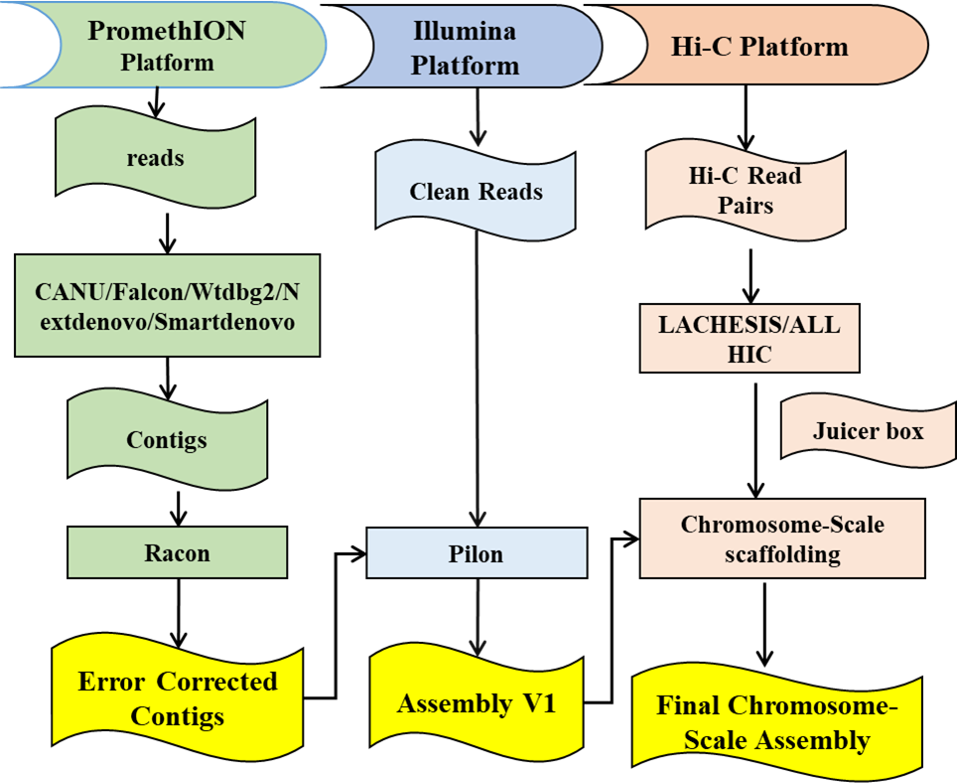 PromethION
Platform
reads
CANU/Falcon/Wtdbg2/N
extdenovo/Smartdenovo
Contigs
Racon
Error Corrected
Contigs
Illumina
Platform
Clean Reads
Pilon
Assembly V1
Hi-C Platform
Hi-C Read
Pairs
LACHESIS/ALL
HIC
Juicer box
Chromosome-Scale
scaffolding
Final Chromosome-
Scale Assembly